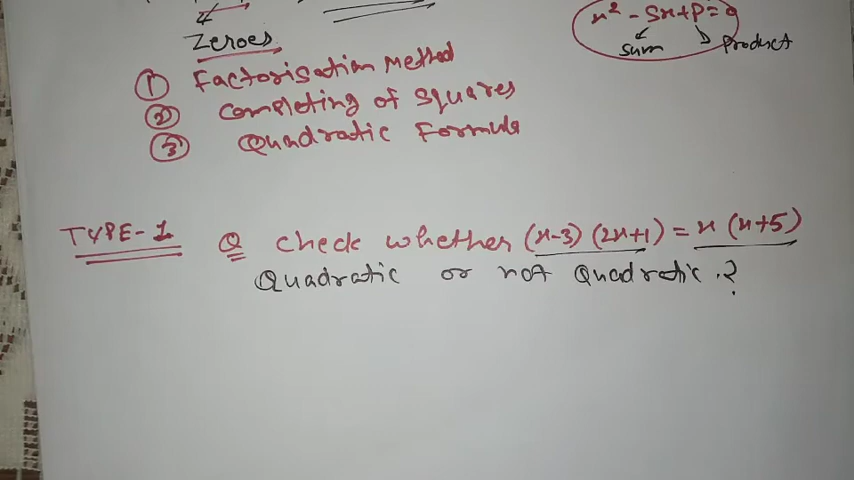 x² - Sx + P = 0
sum
Product
Zeroes
① Factorisation Method
② Completing of Squares
③ Quadratic Formula
TYPE-1 Q Check whether (x-3) (2x+1) = x (x+5)
Quadratic or not Quadratic.?